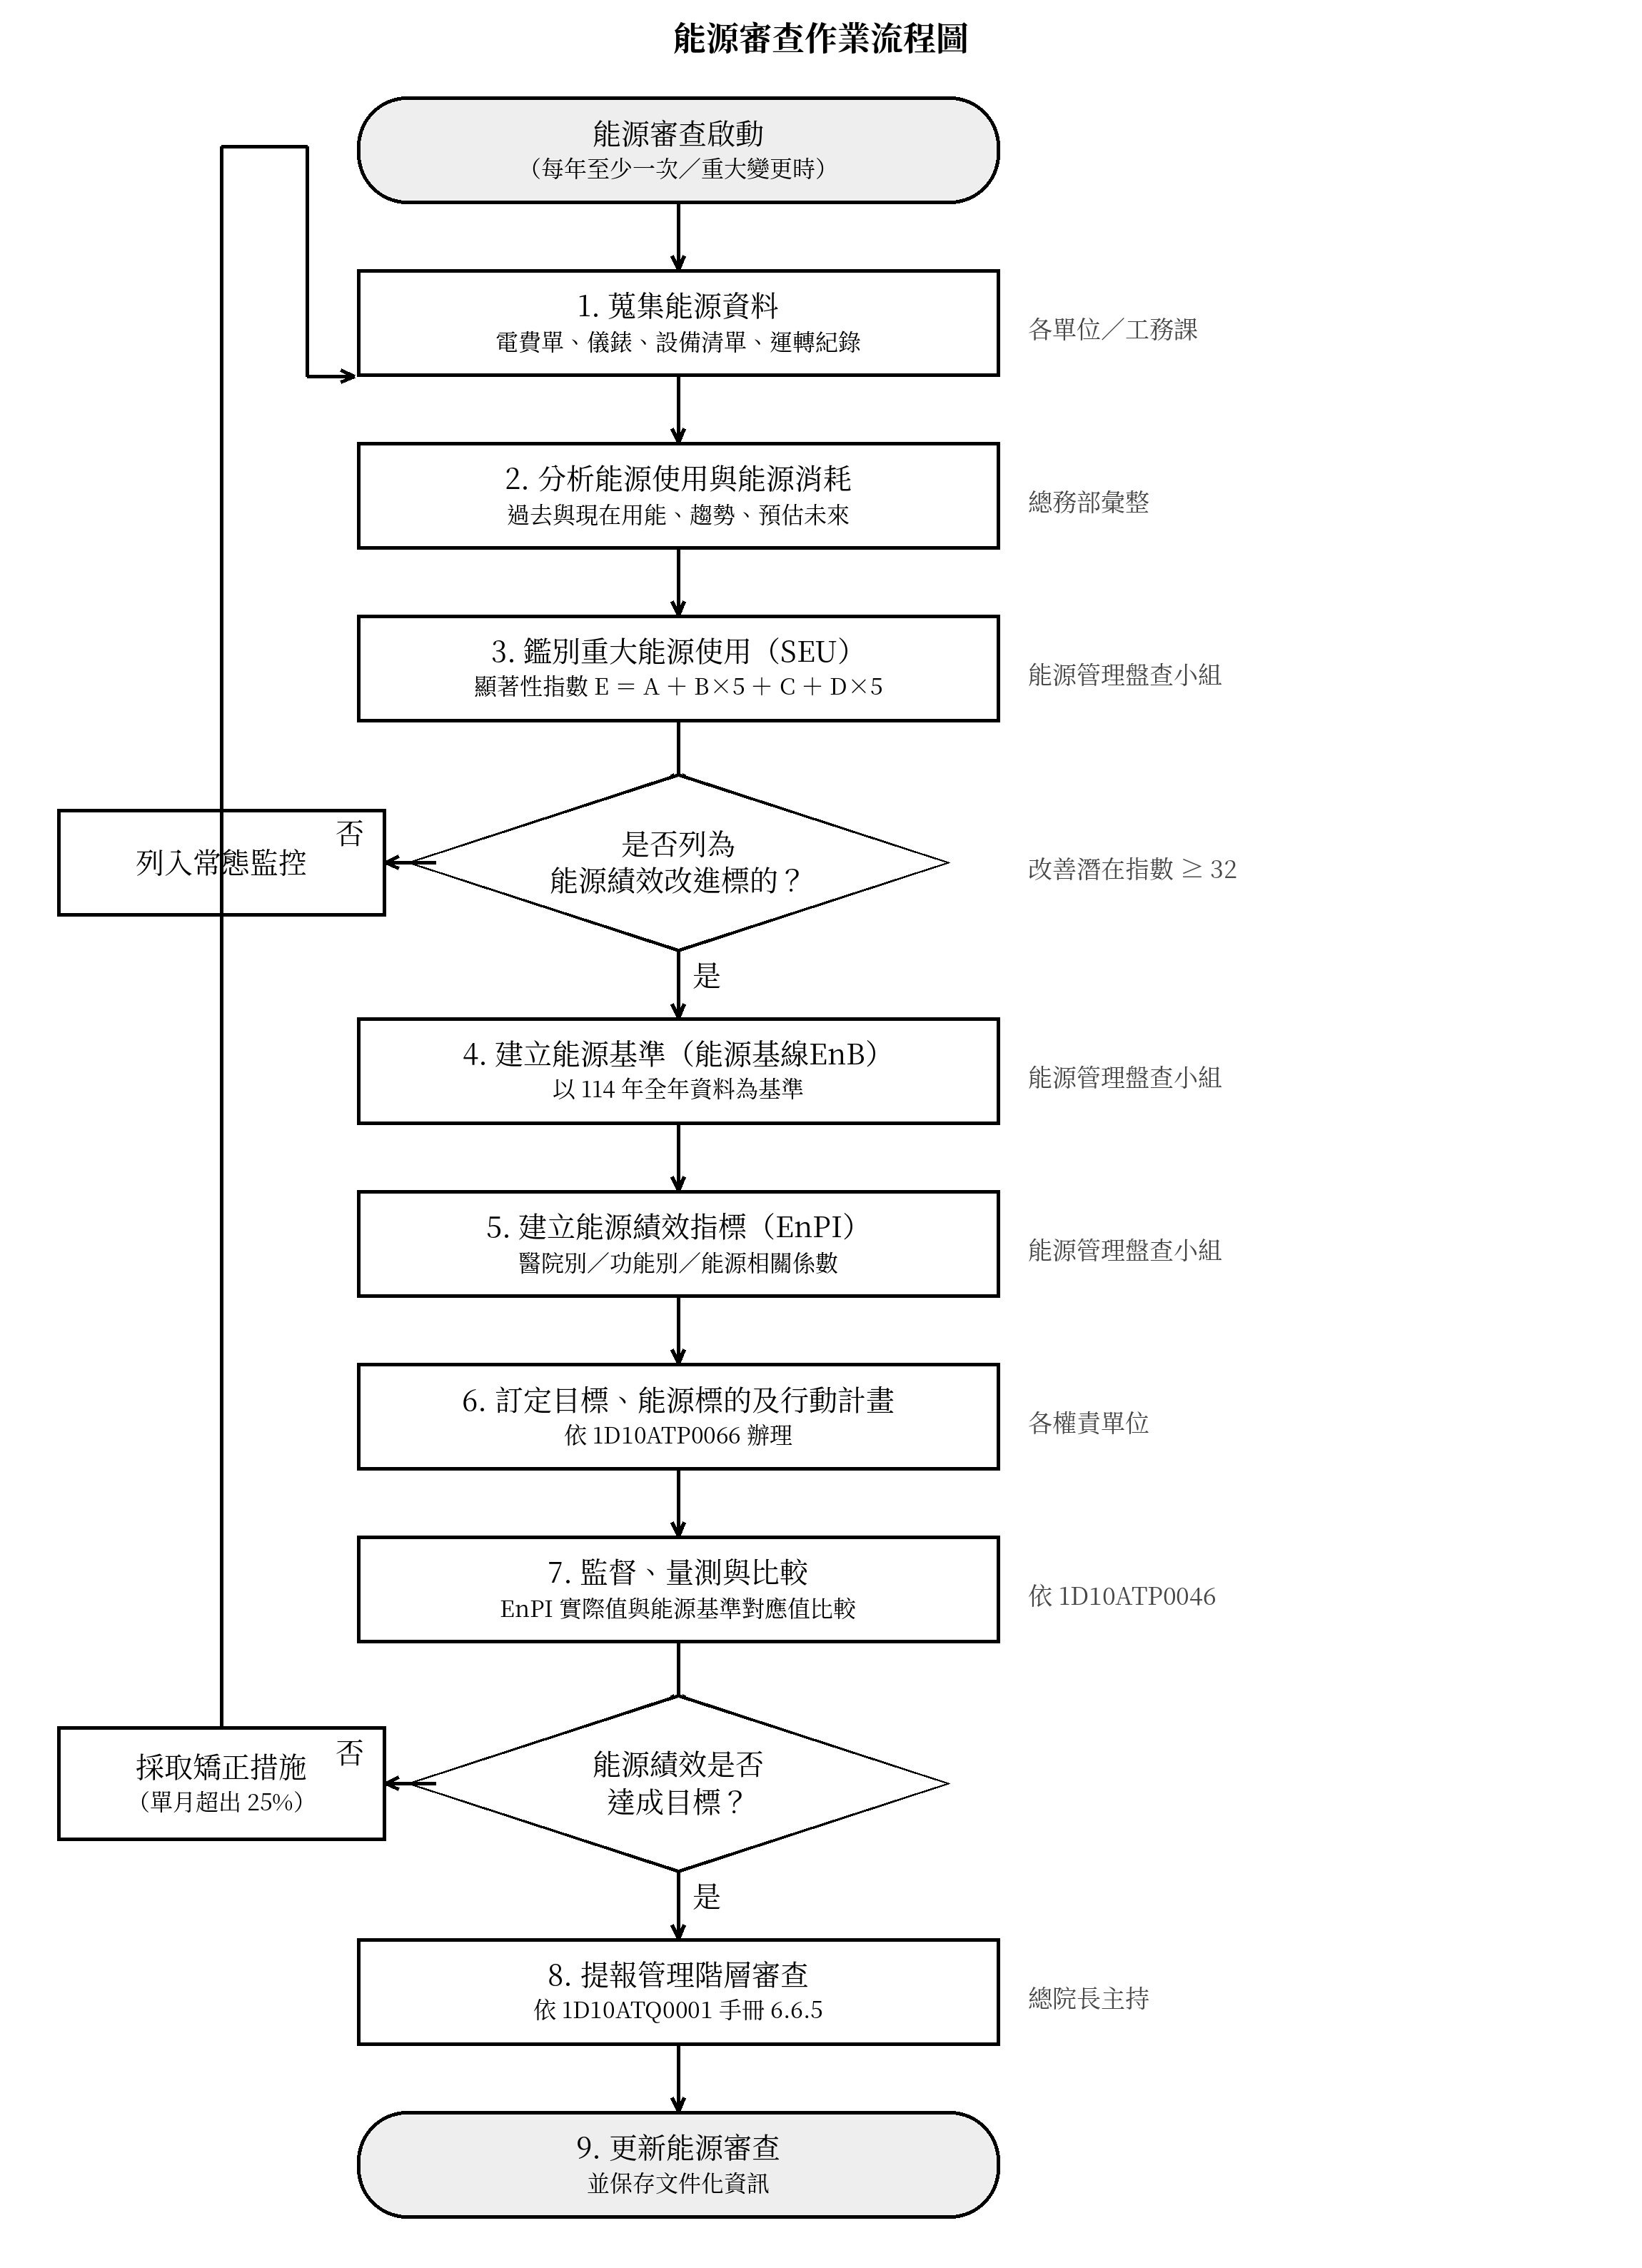 能源審查作業流程圖
能源審查啟動
（每年至少一次／重大變更時）
1. 蒐集能源資料
電費單、儀錶、設備清單、運轉紀錄
各單位／工務課
2. 分析能源使用與能源消耗
過去與現在用能、趨勢、預估未來
總務部彙整
3. 鑑別重大能源使用（SEU）
顯著性指數 E ＝ A ＋ B×5 ＋ C ＋ D×5
能源管理盤查小組
否
列入常態監控
是否列為
能源績效改進標的？
改善潛在指數 ≥ 32
是
4. 建立能源基準（能源基線EnB）
以 114 年全年資料為基準
能源管理盤查小組
5. 建立能源績效指標（EnPI）
醫院別／功能別／能源相關係數
能源管理盤查小組
6. 訂定目標、能源標的及行動計畫
依 1D10ATP0066 辦理
各權責單位
7. 監督、量測與比較
EnPI 實際值與能源基準對應值比較
依 1D10ATP0046
否
採取矯正措施
（單月超出 25%）
能源績效是否
達成目標？
是
8. 提報管理階層審查
依 1D10ATQ0001 手冊 6.6.5
總院長主持
9. 更新能源審查
並保存文件化資訊